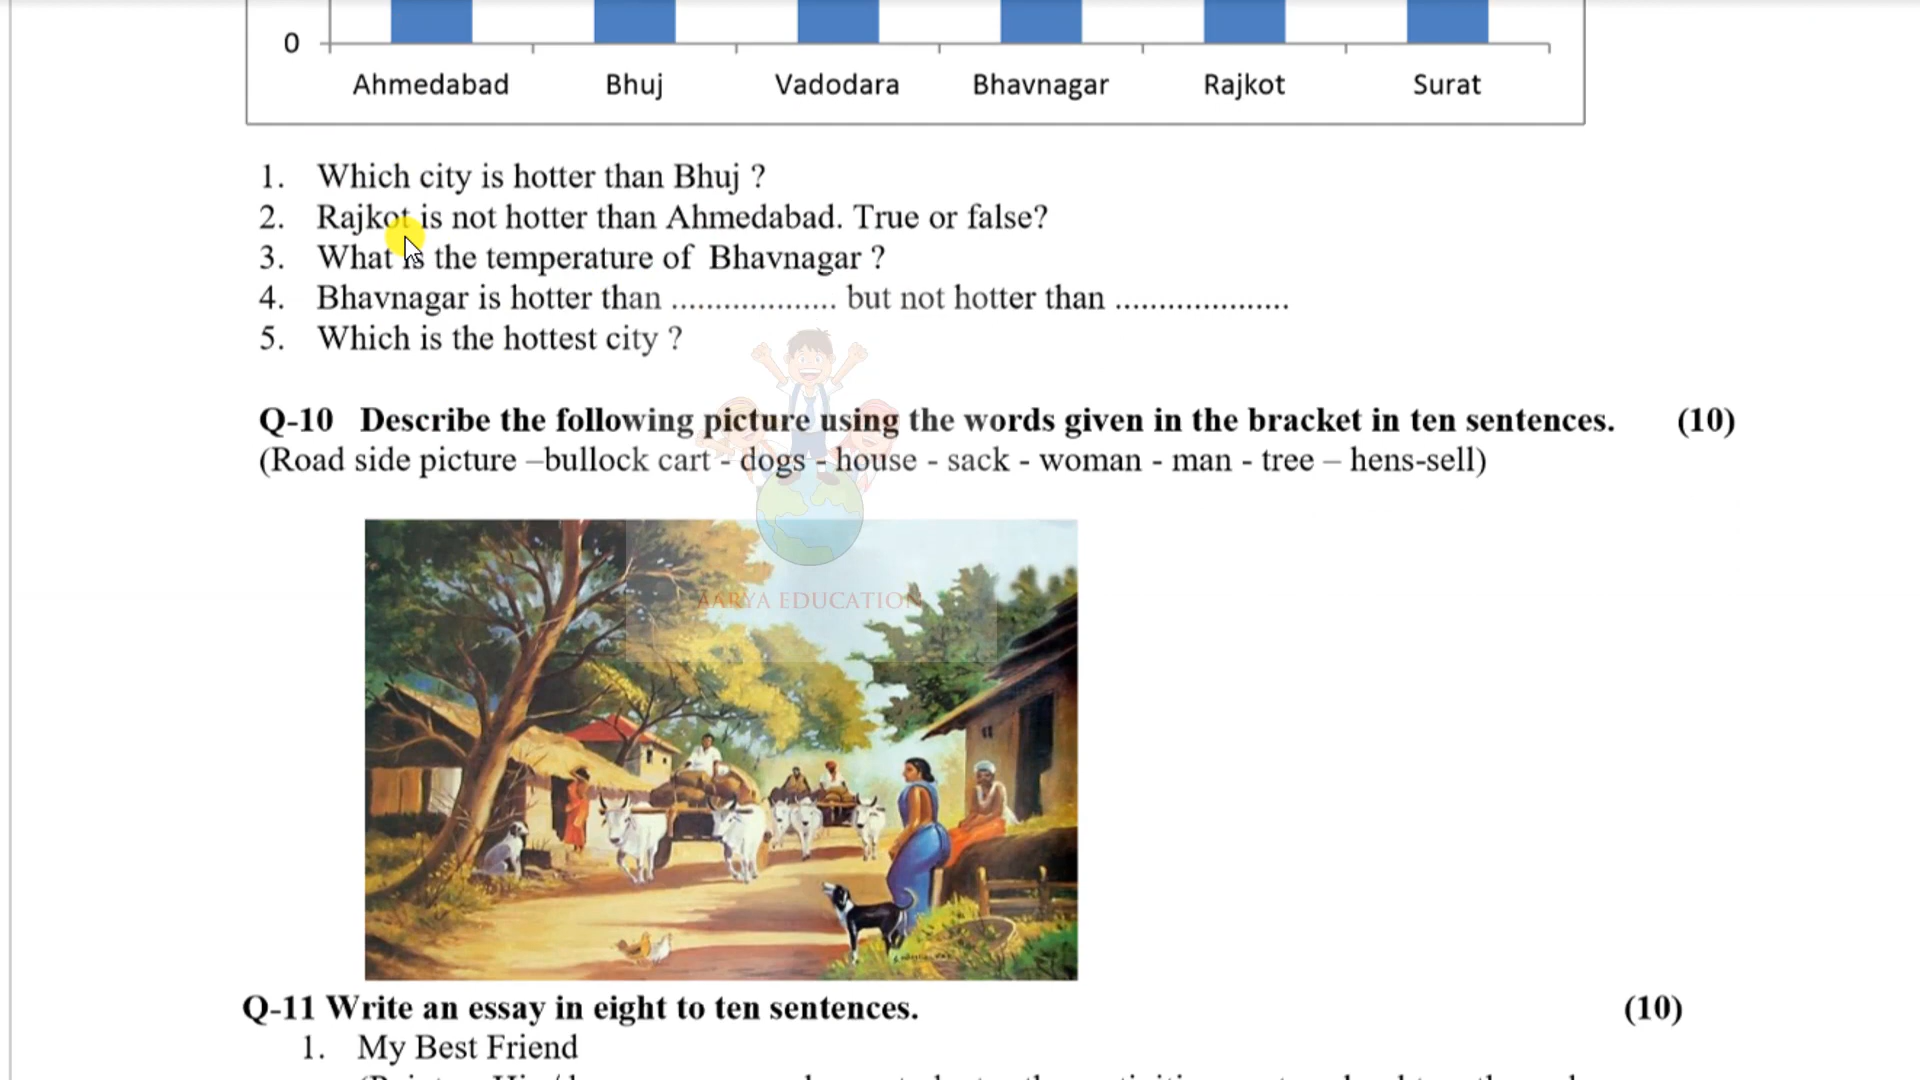 0
Ahmedabad Bhuj Vadodara Bhavnagar Rajkot Surat
1. Which city is hotter than Bhuj ?
2. Rajkot is not hotter than Ahmedabad. True or false?
3. What is the temperature of Bhavnagar ?
4. Bhavnagar is hotter than ................... but not hotter than ....................
5. Which is the hottest city ?
Q-10 Describe the following picture using the words given in the bracket in ten sentences. (10)
(Road side picture –bullock cart - dogs - house - sack - woman - man - tree – hens-sell)
AARYA EDUCATION
Q-11 Write an essay in eight to ten sentences. (10)
1. My Best Friend